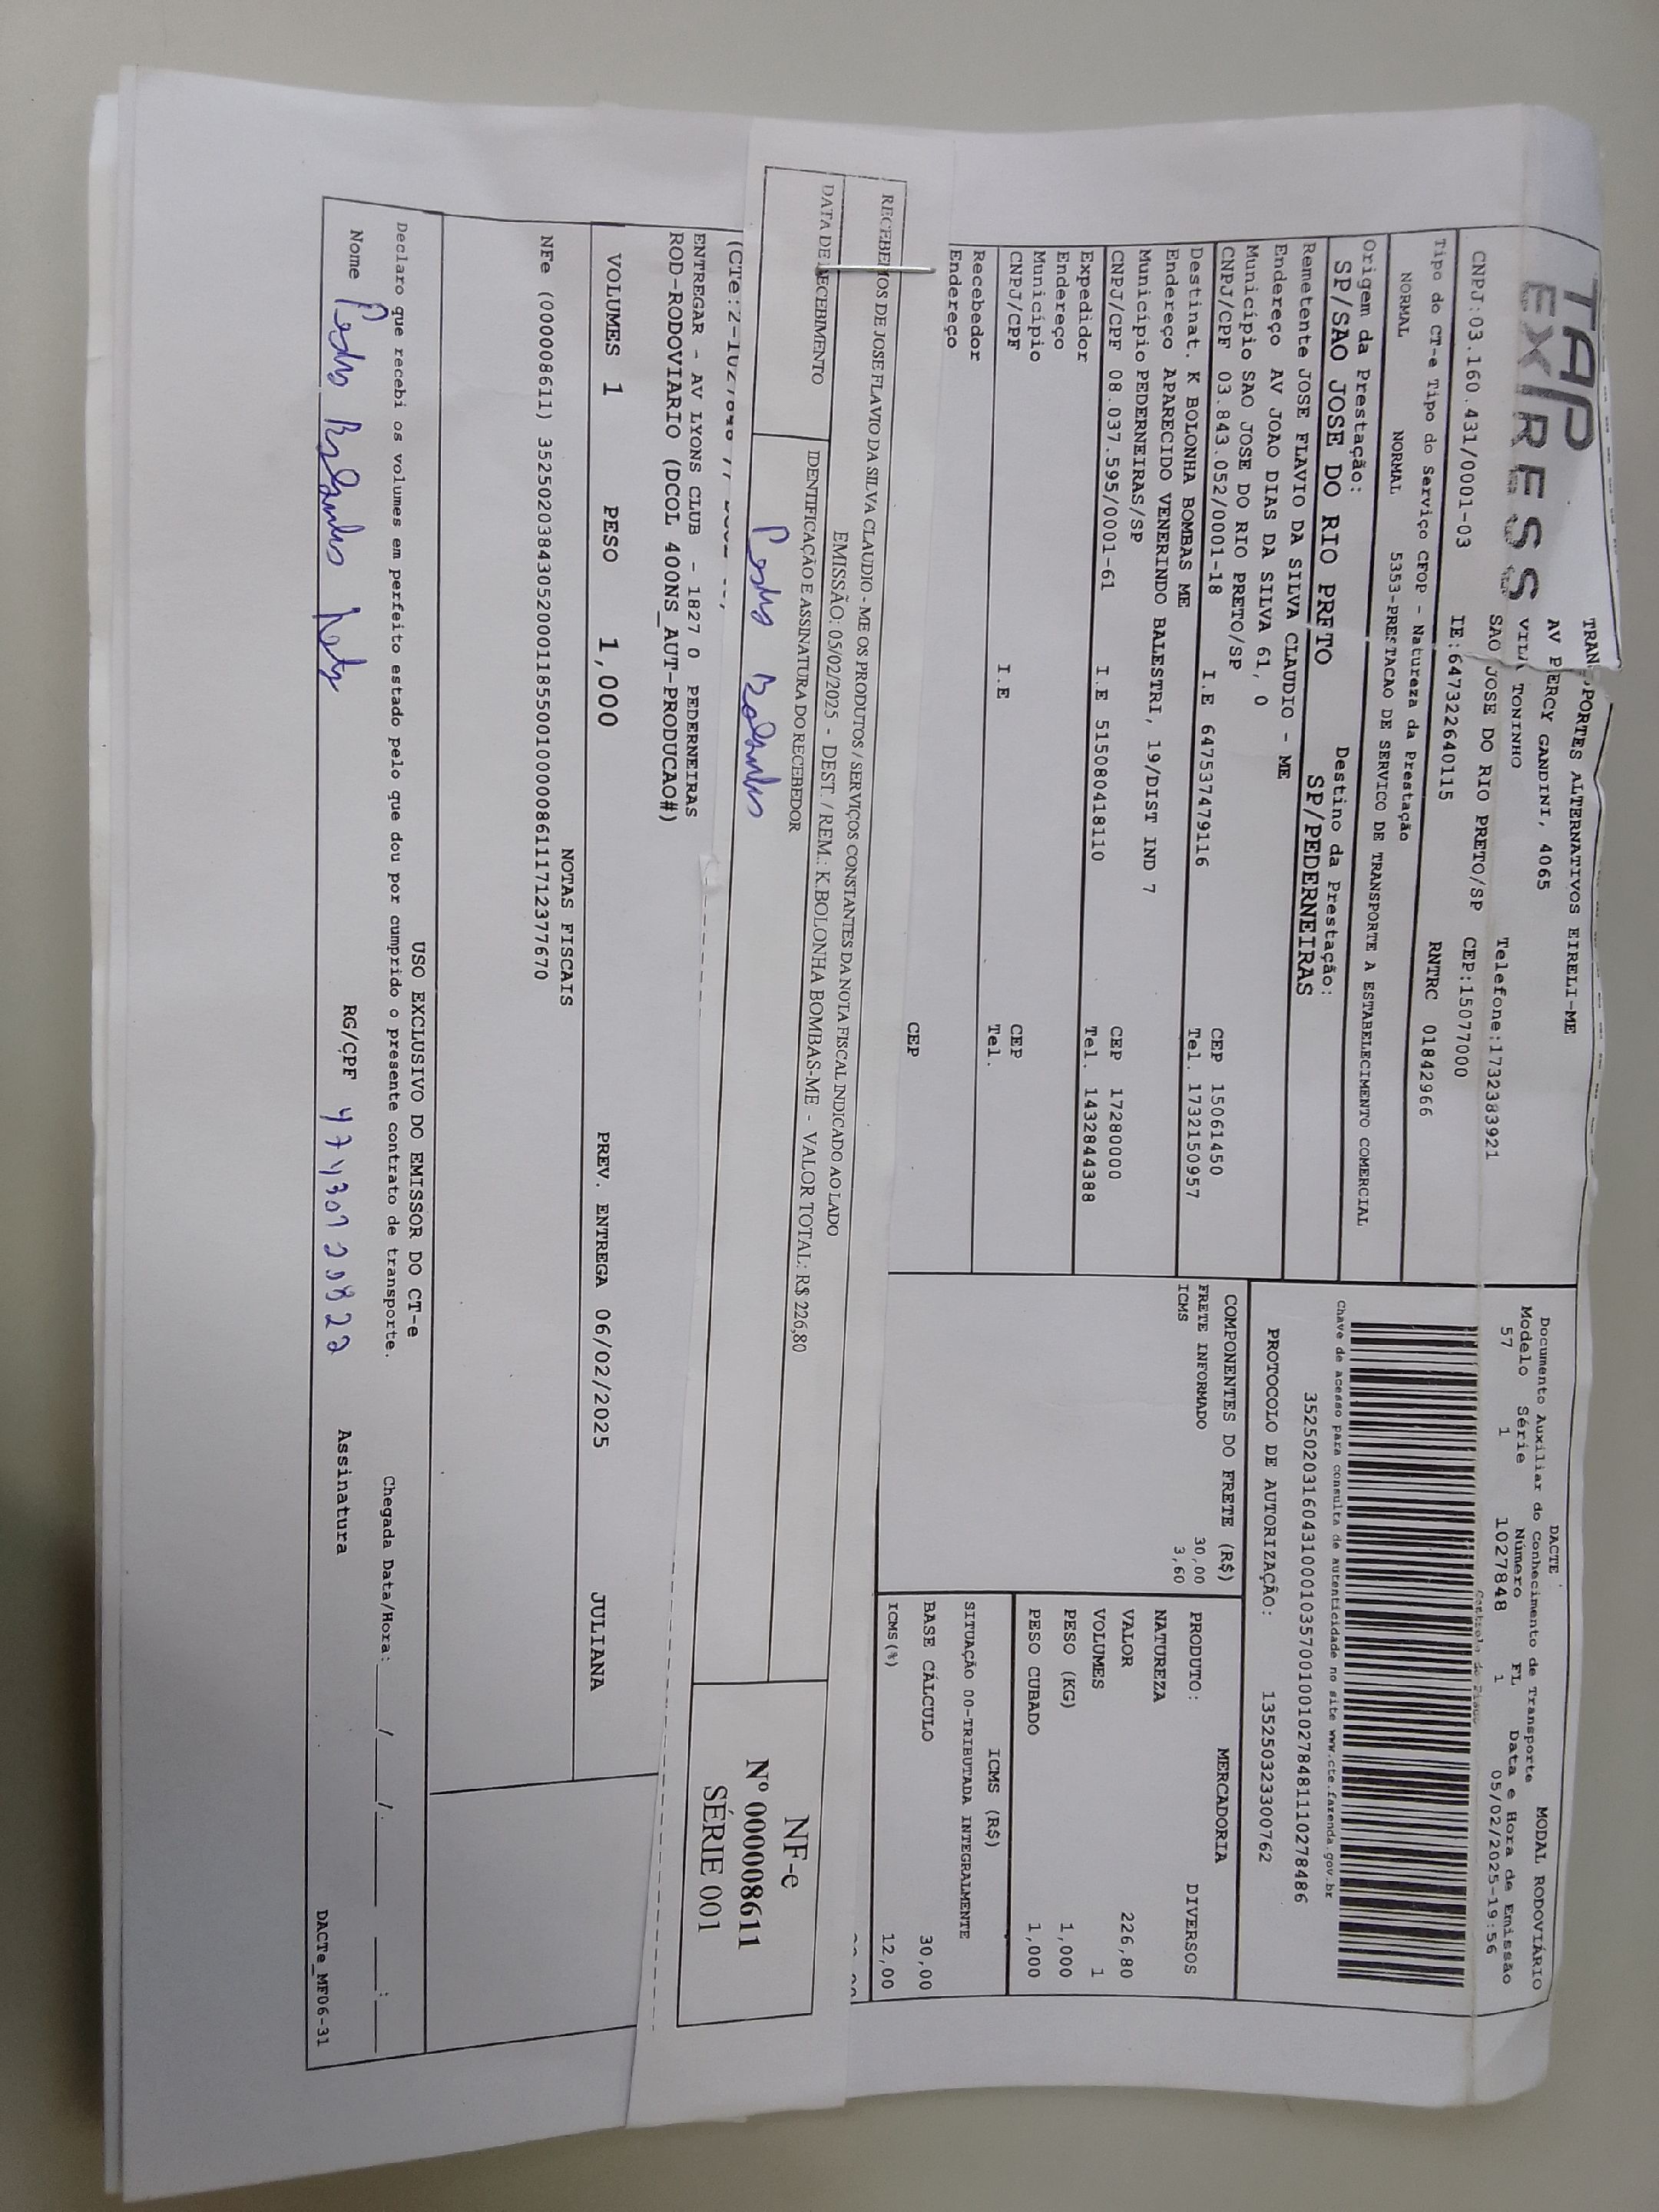 TAP
EXPRESS
TRANSPORTES ALTERNATIVOS EIRELI-ME
AV PERCY GANDINI, 4065
VILA TONINHO Telefone:1732383921
SAO JOSE DO RIO PRETO/SP CEP:15077000
CNPJ:03.160.431/0001-03 IE:647322640115 RNTRC 01842966
Tipo do CT-e Tipo do Serviço CFOP - Natureza da Prestação
NORMAL NORMAL 5353-PRESTACAO DE SERVICO DE TRANSPORTE A ESTABELECIMENTO COMERCIAL
Origem da Prestação: Destino da Prestação:
SP/SAO JOSE DO RIO PRETO SP/PEDERNEIRAS
Remetente JOSE FLAVIO DA SILVA CLAUDIO - ME
Endereço AV JOAO DIAS DA SILVA 61, 0
Município SAO JOSE DO RIO PRETO/SP CEP 15061450
CNPJ/CPF 03.843.052/0001-18 I.E 647537479116 Tel. 1732150957
Destinat. K BOLONHA BOMBAS ME
Endereço APARECIDO VENERINDO BALESTRI, 19/DIST IND 7
Município PEDERNEIRAS/SP CEP 17280000
CNPJ/CPF 08.037.595/0001-61 I.E 515080418110 Tel. 1432844388
Expedidor
Endereço
Município CEP
CNPJ/CPF I.E Tel.
Recebedor
Endereço
CEP
DACTE MODAL RODOVIÁRIO
Documento Auxiliar do Conhecimento de Transporte
Modelo Série Número FL Data e Hora de Emissão
57 1 1027848 1 05/02/2025-19:56
Controle do Fisco
Chave de acesso para consulta de autenticidade no site www.cte.fazenda.gov.br
35250203160431000103570010010278481110278486
PROTOCOLO DE AUTORIZAÇÃO: 135250323300762
COMPONENTES DO FRETE (R$)
FRETE INFORMADO 30,00
ICMS 3,60
MERCADORIA
PRODUTO: DIVERSOS
NATUREZA
VALOR 226,80
VOLUMES 1
PESO (KG) 1,000
PESO CUBADO 1,000
ICMS (R$)
SITUAÇÃO 00-TRIBUTADA INTEGRALMENTE
BASE CÁLCULO 30,00
ICMS(%) 12,00
RECEBEMOS DE JOSE FLAVIO DA SILVA CLAUDIO - ME OS PRODUTOS / SERVIÇOS CONSTANTES DA NOTA FISCAL INDICADO AO LADO
EMISSÃO: 05/02/2025 - DEST. / REM.: K.BOLONHA BOMBAS-ME - VALOR TOTAL: R$ 226,80
DATA DE RECEBIMENTO IDENTIFICAÇÃO E ASSINATURA DO RECEBEDOR
Pedro
NF-e
Nº 000008611
SÉRIE 001
(CTe:2-1027848
ENTREGAR - AV LYONS CLUB - 1827 0 PEDERNEIRAS
ROD-RODOVIARIO (DCOL 400NS_AUT-PRODUCAO#)
VOLUMES 1 PESO 1,000 PREV. ENTREGA 06/02/2025 JULIANA
NOTAS FISCAIS
NFe (000008611) 35250203843052000118550010000086111712377670
USO EXCLUSIVO DO EMISSOR DO CT-e
Declaro que recebi os volumes em perfeito estado pelo que dou por cumprido o presente contrato de transporte. Chegada Data/Hora:____/____/____ ___:___
Nome Pedro RG/CPF 47430720822 Assinatura
DACTe_MF06-31